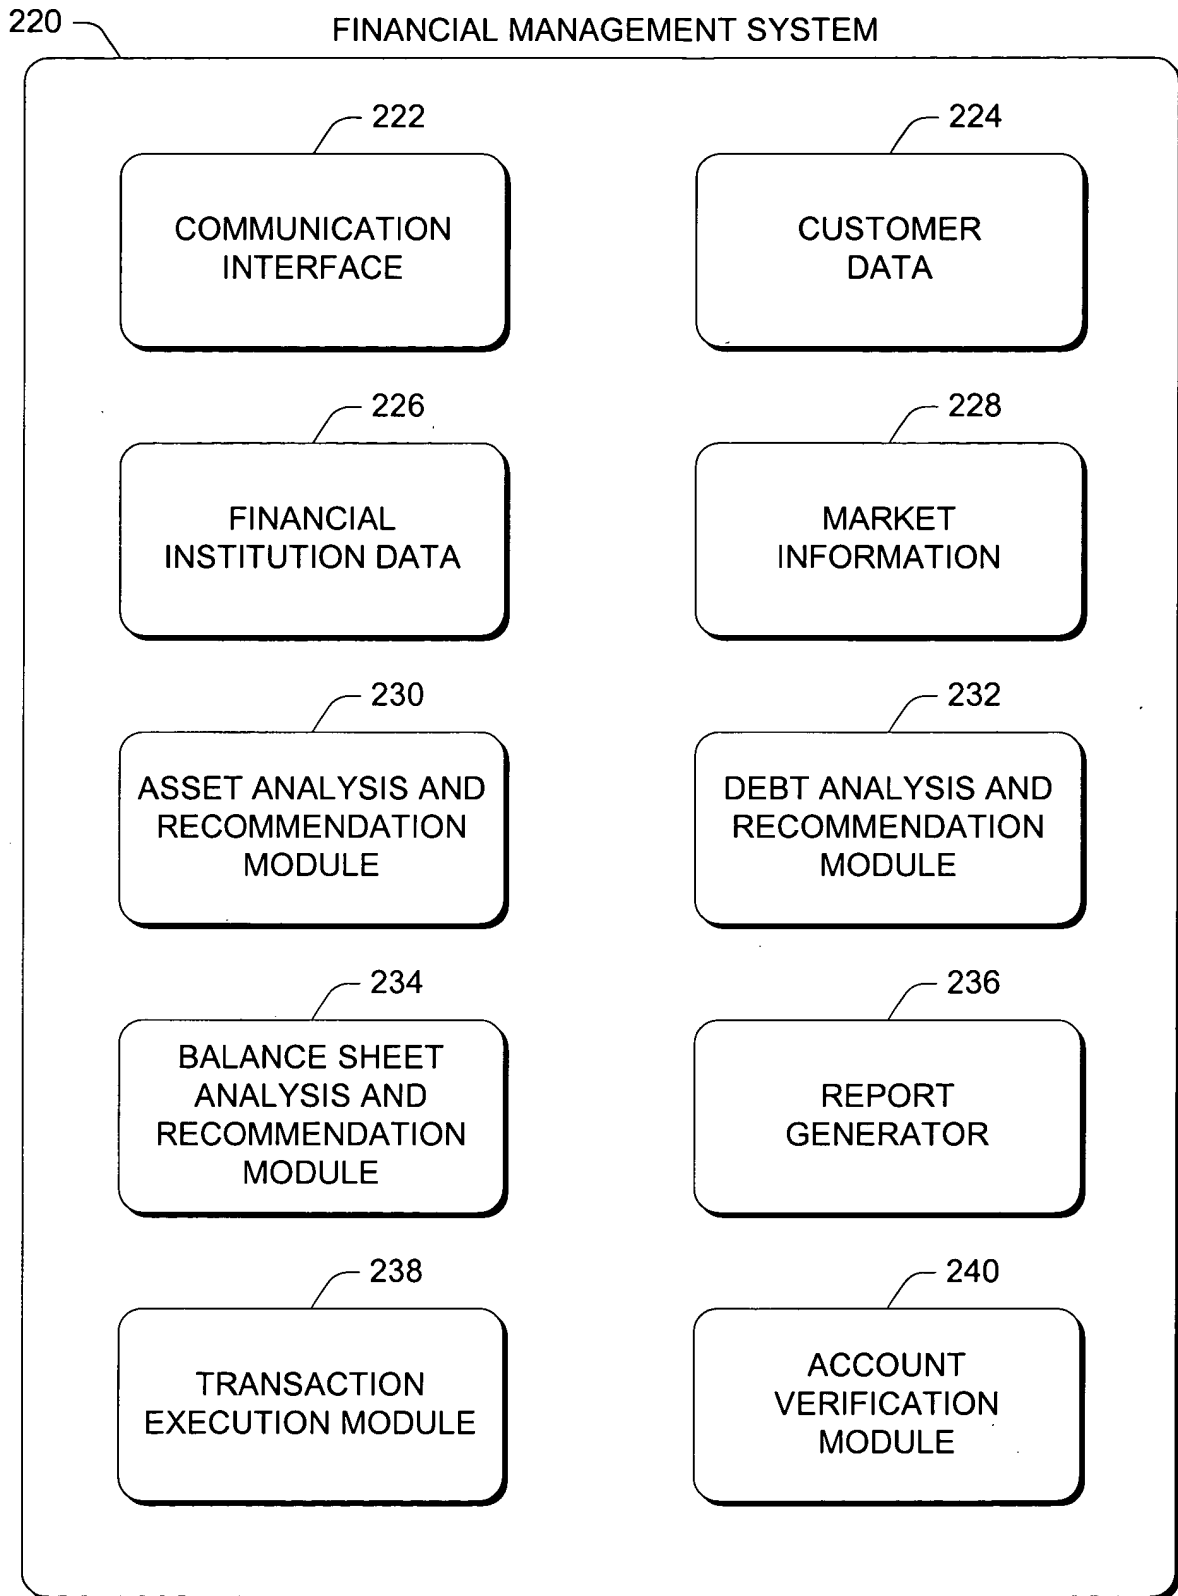 220
FINANCIAL MANAGEMENT SYSTEM
222
COMMUNICATION
INTERFACE
224
CUSTOMER
DATA
226
FINANCIAL
INSTITUTION DATA
228
MARKET
INFORMATION
230
ASSET ANALYSIS AND
RECOMMENDATION
MODULE
232
DEBT ANALYSIS AND
RECOMMENDATION
MODULE
234
BALANCE SHEET
ANALYSIS AND
RECOMMENDATION
MODULE
236
REPORT
GENERATOR
238
TRANSACTION
EXECUTION MODULE
240
ACCOUNT
VERIFICATION
MODULE